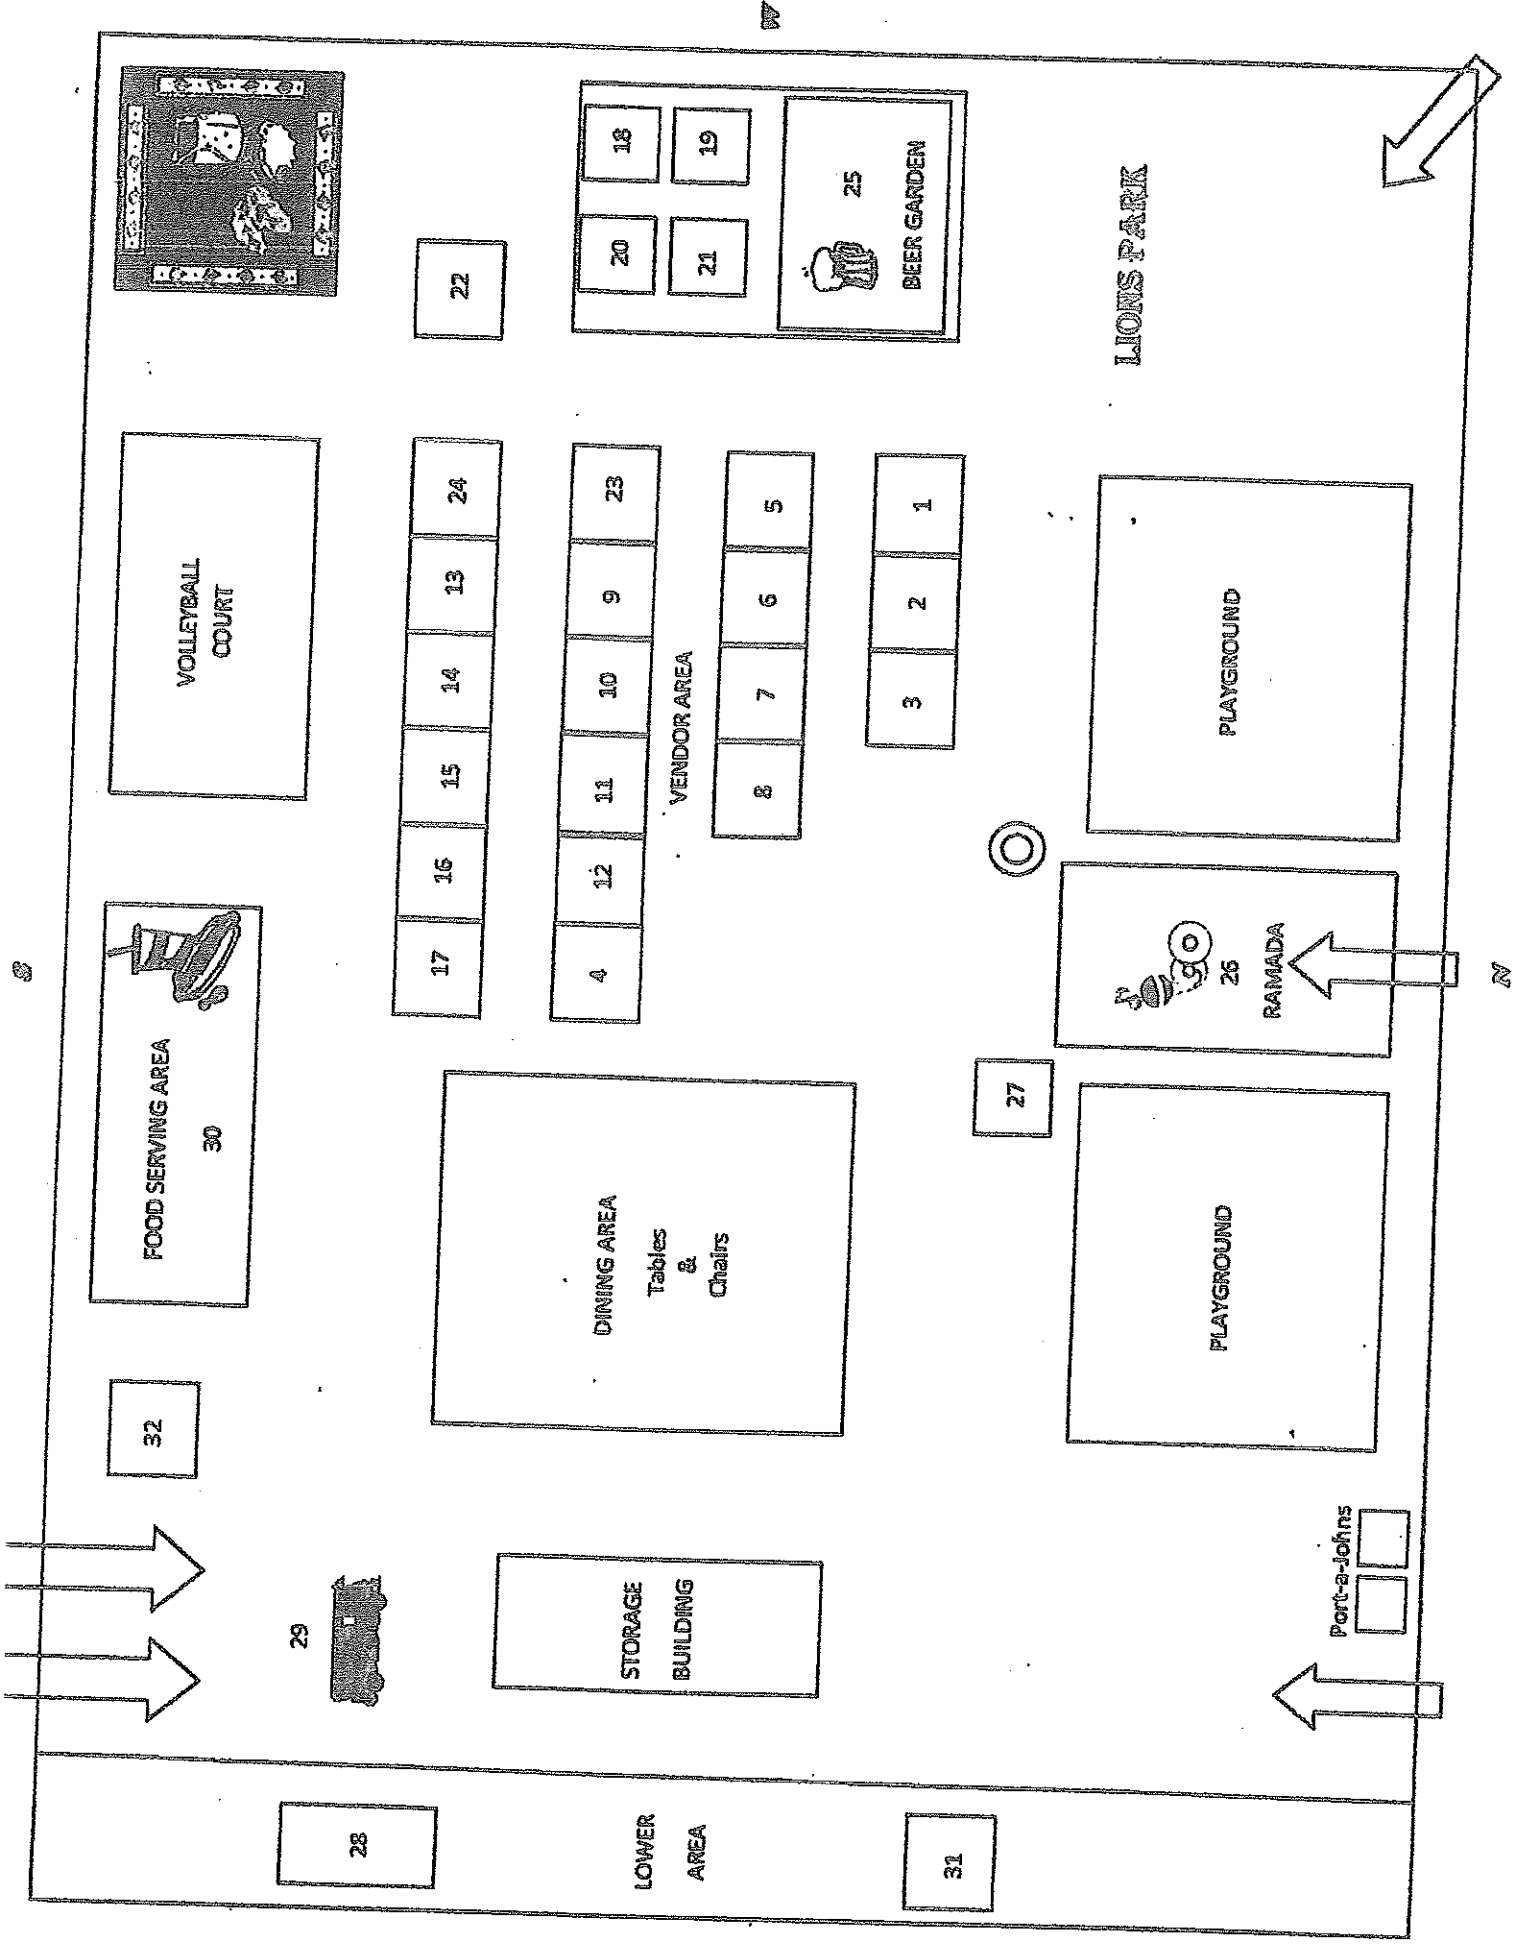 S
32
FOOD SERVING AREA
30
VOLLEYBALL
COURT
29
28
17 16 15 14 13 24
22
4 12 11 10 9 23
20 18
21 19
W
LOWER
AREA
STORAGE
BUILDING
DINING AREA
Tables
&
Chairs
VENDOR AREA
8 7 6 5
25
BEER GARDEN
31
3 2 1
27
LIONS PARK
PLAYGROUND
26
RAMADA
PLAYGROUND
Port-a-Johns
N